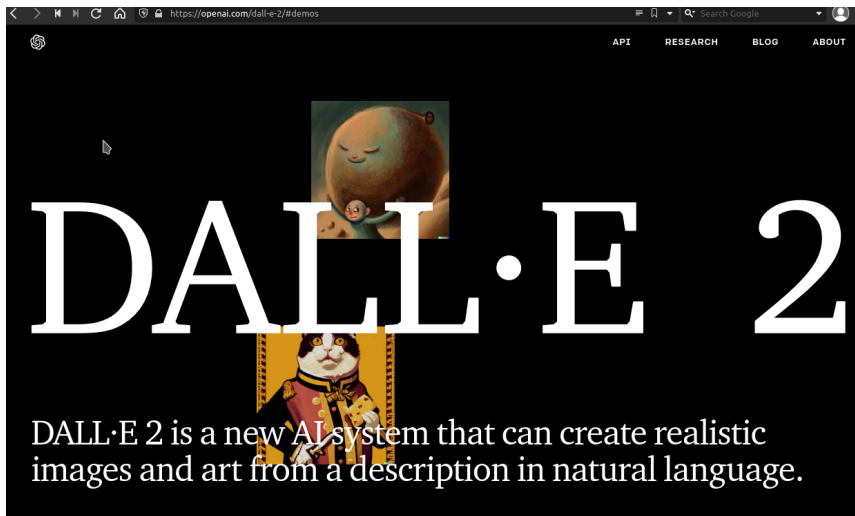 https://openai.com/dall-e-2/#demos
Search Google
API RESEARCH BLOG ABOUT
DALL·E 2
DALL·E 2 is a new AI system that can create realistic
images and art from a description in natural language.